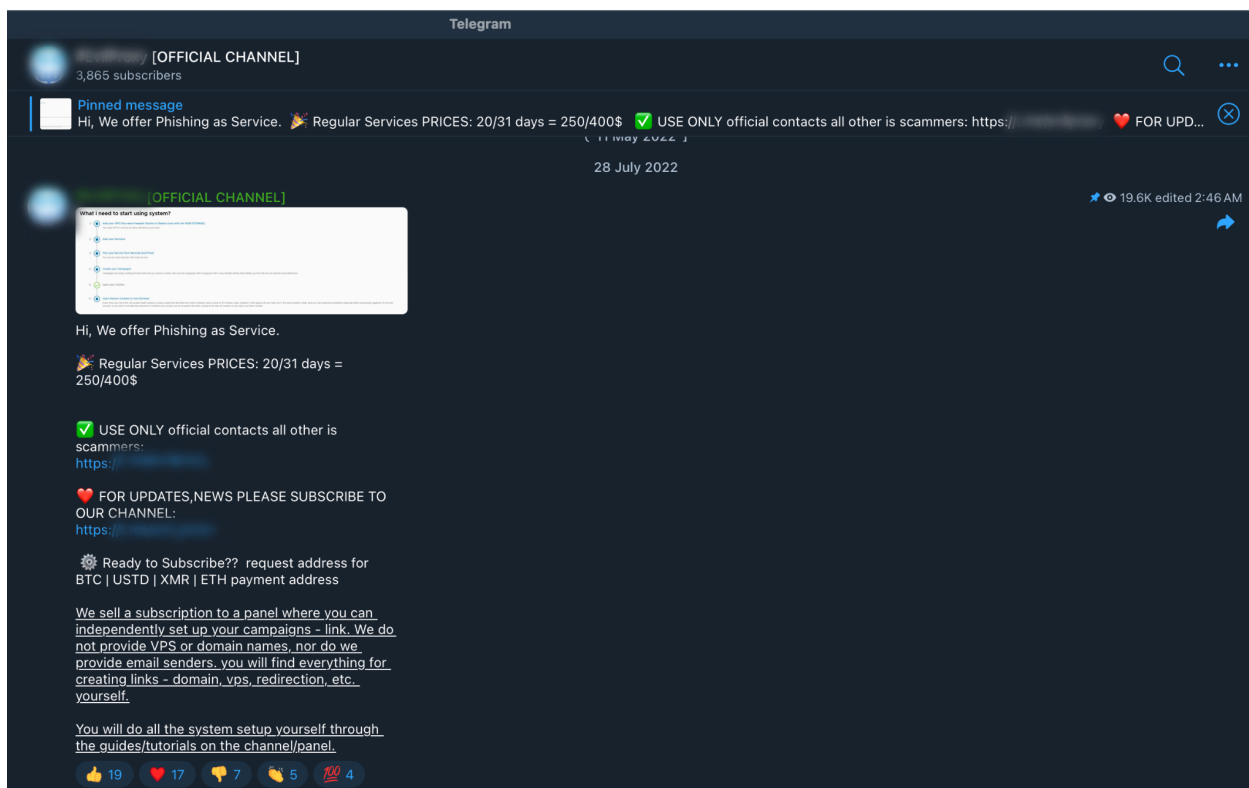 Telegram
[OFFICIAL CHANNEL]
3,865 subscribers
Pinned message
Hi, We offer Phishing as Service. 🎉 Regular Services PRICES: 20/31 days = 250/400$ ✅ USE ONLY official contacts all other is scammers: https:// ❤️ FOR UPD...
28 July 2022
[OFFICIAL CHANNEL]
19.6K edited 2:46 AM
What i need to start using system?
Hi, We offer Phishing as Service.
🎉 Regular Services PRICES: 20/31 days =
250/400$
✅ USE ONLY official contacts all other is
scammers:
https://
❤️ FOR UPDATES,NEWS PLEASE SUBSCRIBE TO
OUR CHANNEL:
https://
⚙️ Ready to Subscribe?? request address for
BTC | USTD | XMR | ETH payment address
We sell a subscription to a panel where you can
independently set up your campaigns - link. We do
not provide VPS or domain names, nor do we
provide email senders. you will find everything for
creating links - domain, vps, redirection, etc.
yourself.
You will do all the system setup yourself through
the guides/tutorials on the channel/panel.
👍 19 ❤️ 17 👎 7 👏 5 💯 4